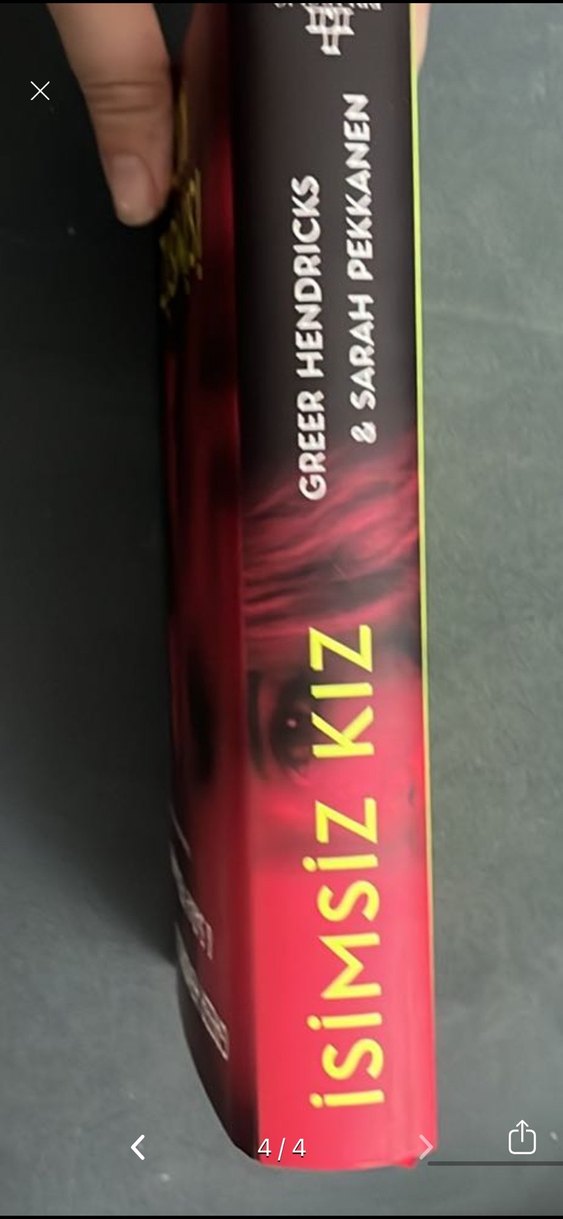 GREER HENDRICKS
& SARAH PEKKANEN
İSİMSİZ KIZ
4/4